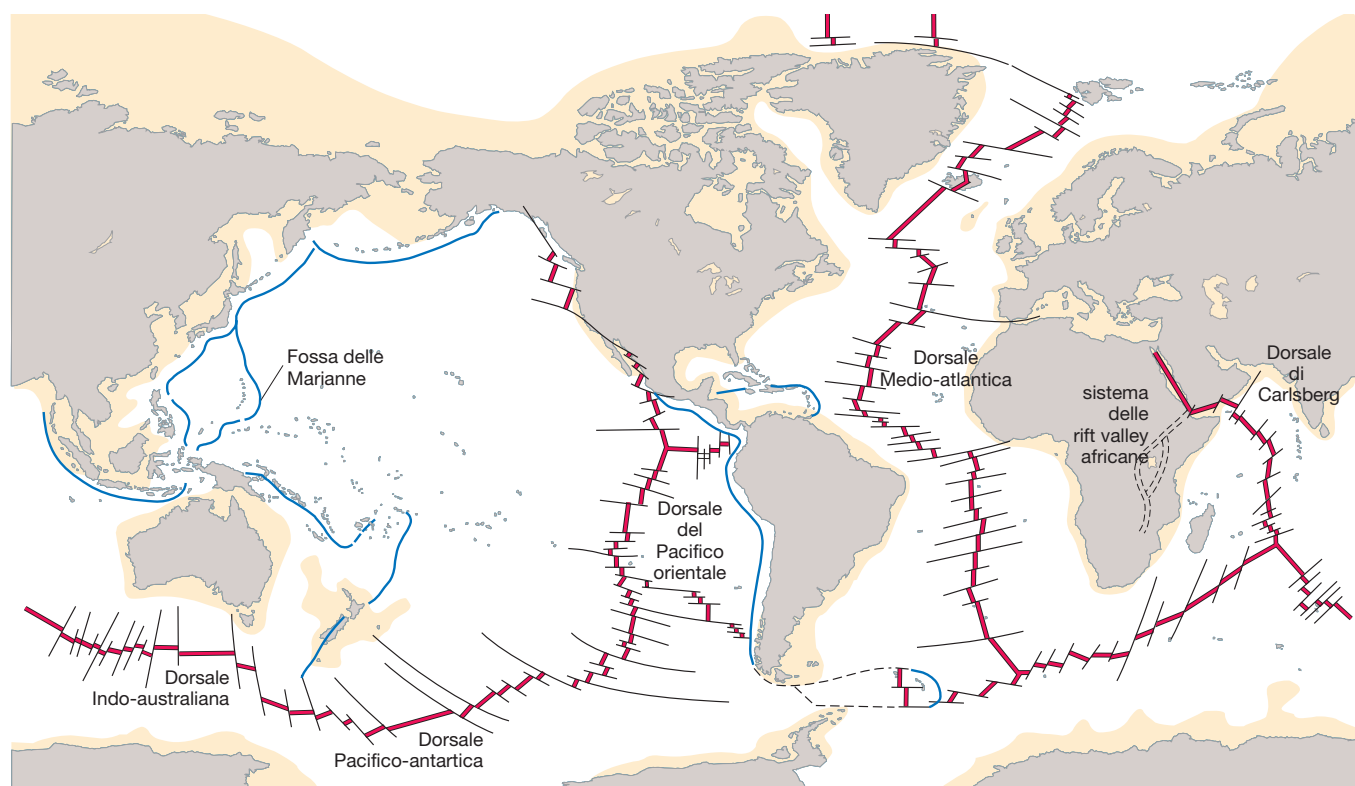 Fossa delle
Marianne
Dorsale
Medio-atlantica
sistema
delle
rift valley
africane
Dorsale
di
Carlsberg
Dorsale
del
Pacifico
orientale
Dorsale
Indo-australiana
Dorsale
Pacifico-antartica